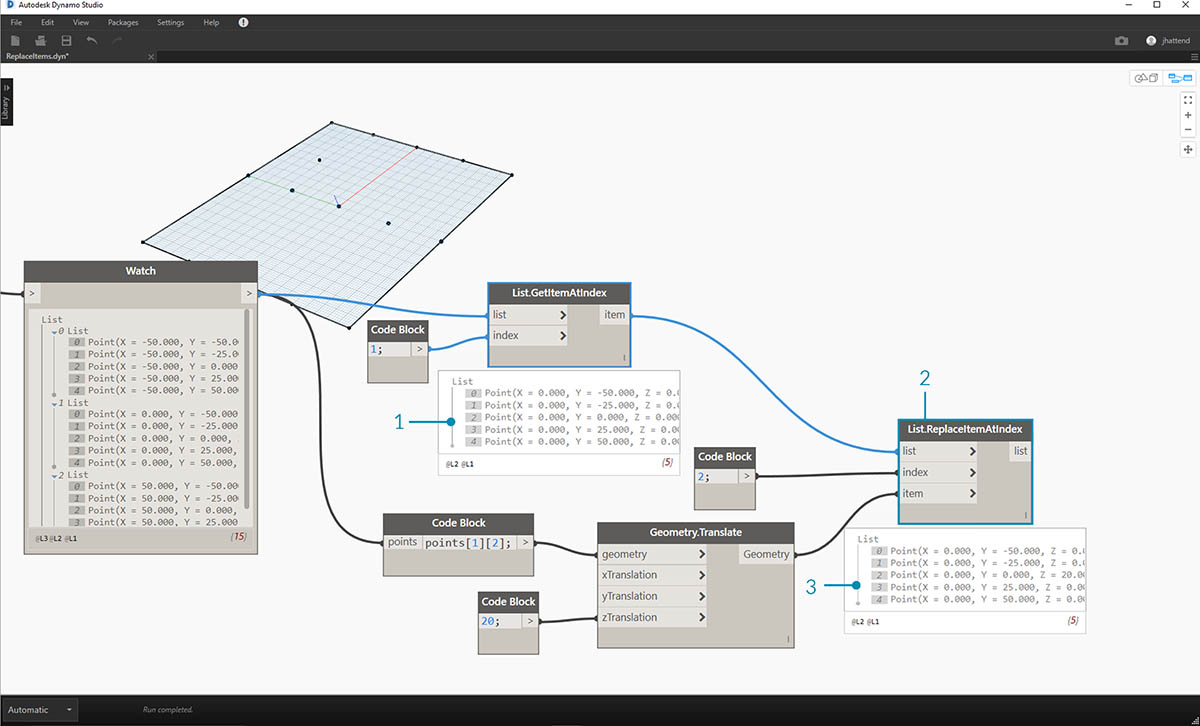 Autodesk Dynamo Studio
File Edit View Packages Settings Help
jhattend
ReplaceItems.dyn*
Library
Watch
> >
List
0 List
0 Point(X = -50.000, Y = -50.0
1 Point(X = -50.000, Y = -25.0
2 Point(X = -50.000, Y = 0.000
3 Point(X = -50.000, Y = 25.00
4 Point(X = -50.000, Y = 50.00
1 List
0 Point(X = 0.000, Y = -50.000
1 Point(X = 0.000, Y = -25.000
2 Point(X = 0.000, Y = 0.000,
3 Point(X = 0.000, Y = 25.000,
4 Point(X = 0.000, Y = 50.000,
2 List
0 Point(X = 50.000, Y = -50.00
1 Point(X = 50.000, Y = -25.00
2 Point(X = 50.000, Y = 0.000,
3 Point(X = 50.000, Y = 25.000
@L3 @L2 @L1 {15}
Code Block
1; >
List.GetItemAtIndex
list > item
index >
l
1
List
0 Point(X = 0.000, Y = -50.000, Z = 0.0
1 Point(X = 0.000, Y = -25.000, Z = 0.0
2 Point(X = 0.000, Y = 0.000, Z = 0.00
3 Point(X = 0.000, Y = 25.000, Z = 0.00
4 Point(X = 0.000, Y = 50.000, Z = 0.00
@L2 @L1 {5}
Code Block
points points[1][2]; >
Code Block
20; >
Code Block
2; >
Geometry.Translate
geometry > Geometry
xTranslation >
yTranslation >
zTranslation >
l
2
List.ReplaceItemAtIndex
list > list
index >
item >
l
3
List
0 Point(X = 0.000, Y = -50.000, Z = 0.0
1 Point(X = 0.000, Y = -25.000, Z = 0.0
2 Point(X = 0.000, Y = 0.000, Z = 20.00
3 Point(X = 0.000, Y = 25.000, Z = 0.00
4 Point(X = 0.000, Y = 50.000, Z = 0.00
@L2 @L1 {5}
Automatic
Run completed.